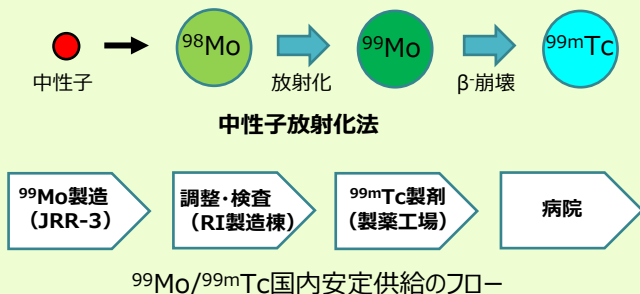 98Mo
99Mo
99mTc
中性子
放射化
β-崩壊
中性子放射化法
99Mo製造
（JRR-3）
調整・検査
（RI製造棟）
99mTc製剤
（製薬工場）
病院
99Mo/99mTc国内安定供給のフロー